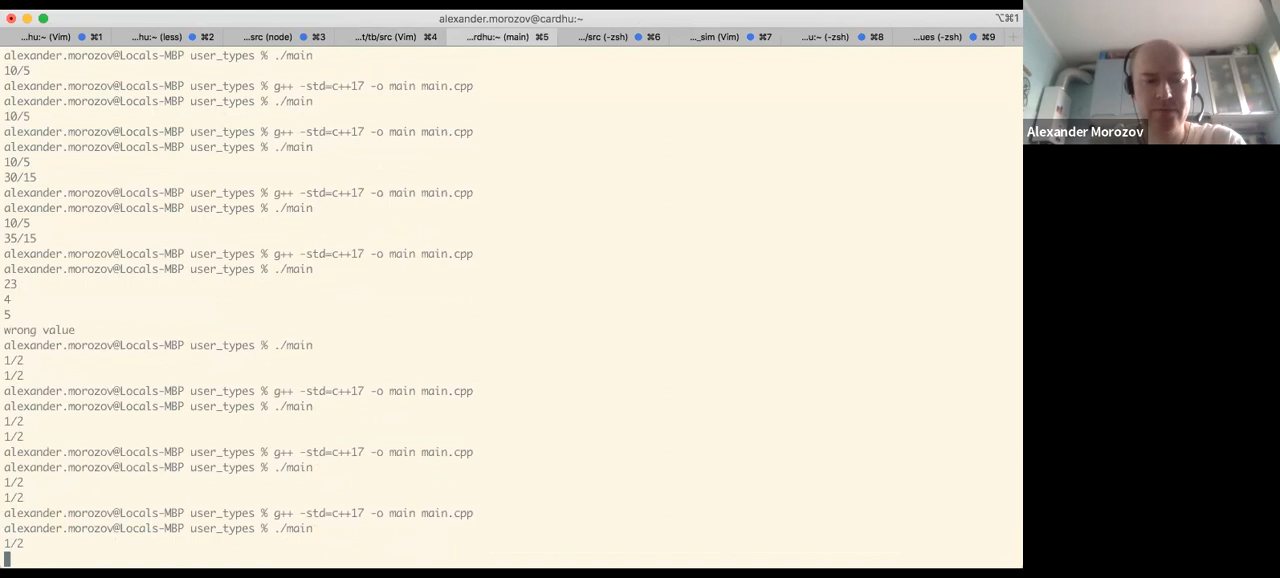 alexander.morozov@cardhu:~
⌥⌘1
...hu:~ (Vim) ⌘1 ...hu:~ (less) ⌘2 ...src (node) ⌘3 ...t/tb/src (Vim) ⌘4 ...rdhu:~ (main) ⌘5 .../src (-zsh) ⌘6 ..._sim (Vim) ⌘7 ...u:~ (-zsh) ⌘8 ...ues (-zsh) ⌘9
alexander.morozov@Locals-MBP user_types % ./main
10/5
alexander.morozov@Locals-MBP user_types % g++ -std=c++17 -o main main.cpp
alexander.morozov@Locals-MBP user_types % ./main
10/5
alexander.morozov@Locals-MBP user_types % g++ -std=c++17 -o main main.cpp
alexander.morozov@Locals-MBP user_types % ./main
10/5
30/15
alexander.morozov@Locals-MBP user_types % g++ -std=c++17 -o main main.cpp
alexander.morozov@Locals-MBP user_types % ./main
10/5
35/15
alexander.morozov@Locals-MBP user_types % g++ -std=c++17 -o main main.cpp
alexander.morozov@Locals-MBP user_types % ./main
23
4
5
wrong value
alexander.morozov@Locals-MBP user_types % ./main
1/2
1/2
alexander.morozov@Locals-MBP user_types % g++ -std=c++17 -o main main.cpp
alexander.morozov@Locals-MBP user_types % ./main
1/2
1/2
alexander.morozov@Locals-MBP user_types % g++ -std=c++17 -o main main.cpp
alexander.morozov@Locals-MBP user_types % ./main
1/2
1/2
alexander.morozov@Locals-MBP user_types % g++ -std=c++17 -o main main.cpp
alexander.morozov@Locals-MBP user_types % ./main
1/2
Alexander Morozov